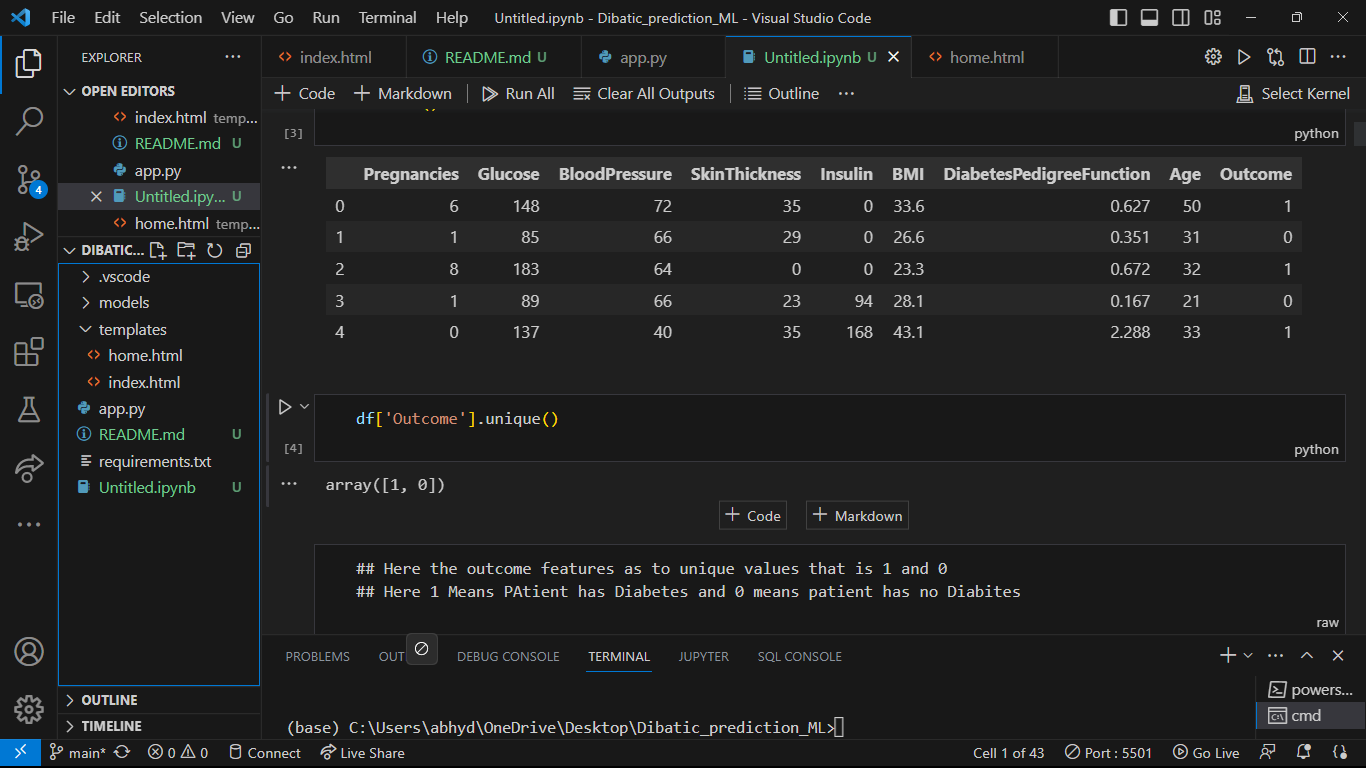 File Edit Selection View Go Run Terminal Help Untitled.ipynb - Dibatic_prediction_ML - Visual Studio Code
EXPLORER
index.html README.md U app.py Untitled.ipynb U home.html
OPEN EDITORS
index.html temp...
README.md U
app.py
Untitled.ipy... U
home.html temp...
DIBATIC...
.vscode
models
templates
home.html
index.html
app.py
README.md U
requirements.txt
Untitled.ipynb U
OUTLINE
TIMELINE
4
Code Markdown Run All Clear All Outputs Outline Select Kernel
[3] python
Pregnancies Glucose BloodPressure SkinThickness Insulin BMI DiabetesPedigreeFunction Age Outcome
0 6 148 72 35 0 33.6 0.627 50 1
1 1 85 66 29 0 26.6 0.351 31 0
2 8 183 64 0 0 23.3 0.672 32 1
3 1 89 66 23 94 28.1 0.167 21 0
4 0 137 40 35 168 43.1 2.288 33 1
df['Outcome'].unique()
[4] python
array([1, 0])
Code Markdown
## Here the outcome features as to unique values that is 1 and 0
## Here 1 Means PAtient has Diabetes and 0 means patient has no Diabites
raw
PROBLEMS OUT DEBUG CONSOLE TERMINAL JUPYTER SQL CONSOLE
powers...
cmd
(base) C:\Users\abhyd\OneDrive\Desktop\Dibatic_prediction_ML>
main* 0 0 Connect Live Share Cell 1 of 43 Port : 5501 Go Live